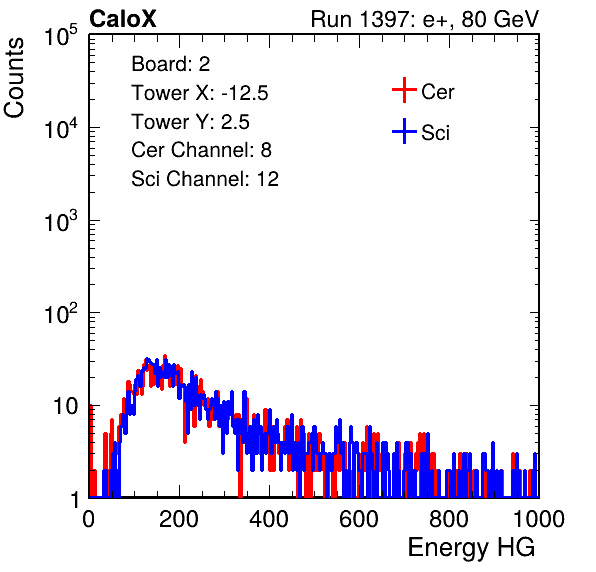 CaloX Run 1397: e+, 80 GeV
Counts
Board: 2
Tower X: -12.5
Tower Y: 2.5
Cer Channel: 8
Sci Channel: 12
Cer
Sci
10^5
10^4
10^3
10^2
10
1
0 200 400 600 800 1000
Energy HG